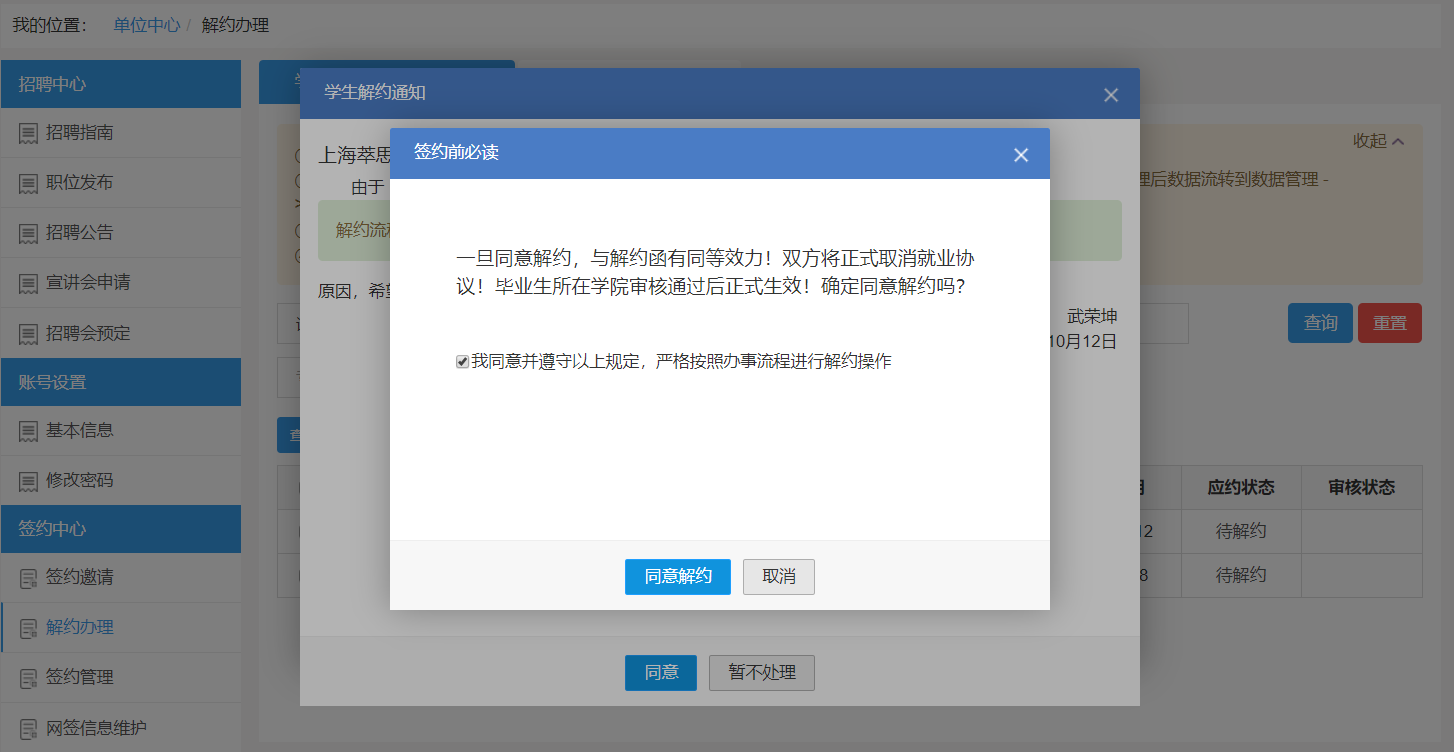 我的位置： 单位中心 / 解约办理
招聘中心
招聘指南
职位发布
招聘公告
宣讲会申请
招聘会预定
账号设置
基本信息
修改密码
签约中心
签约邀请
解约办理
签约管理
网签信息维护
学生解约通知
上海萃思
由于
解约流程
原因，希望
武荣坤
10月12日
签约前必读
一旦同意解约，与解约函有同等效力！双方将正式取消就业协
议！毕业生所在学院审核通过后正式生效！确定同意解约吗？
我同意并遵守以上规定，严格按照办事流程进行解约操作
同意解约 取消
同意 暂不处理
收起
理后数据流转到数据管理 -
查询 重置
应约状态 审核状态
12 待解约
8 待解约